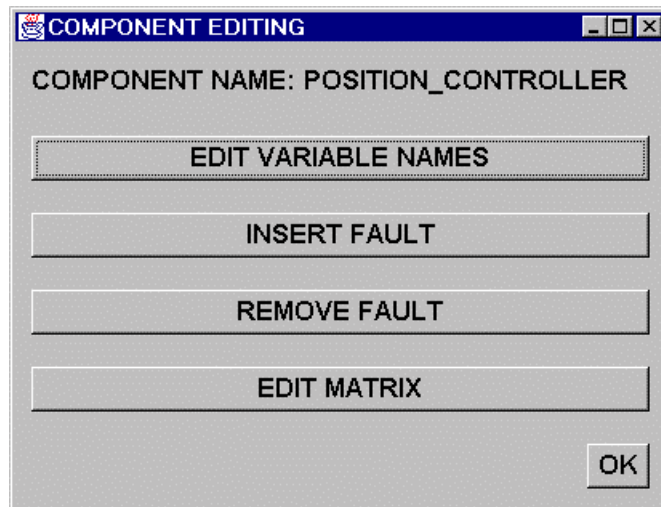 COMPONENT EDITING
COMPONENT NAME: POSITION_CONTROLLER
EDIT VARIABLE NAMES
INSERT FAULT
REMOVE FAULT
EDIT MATRIX
OK